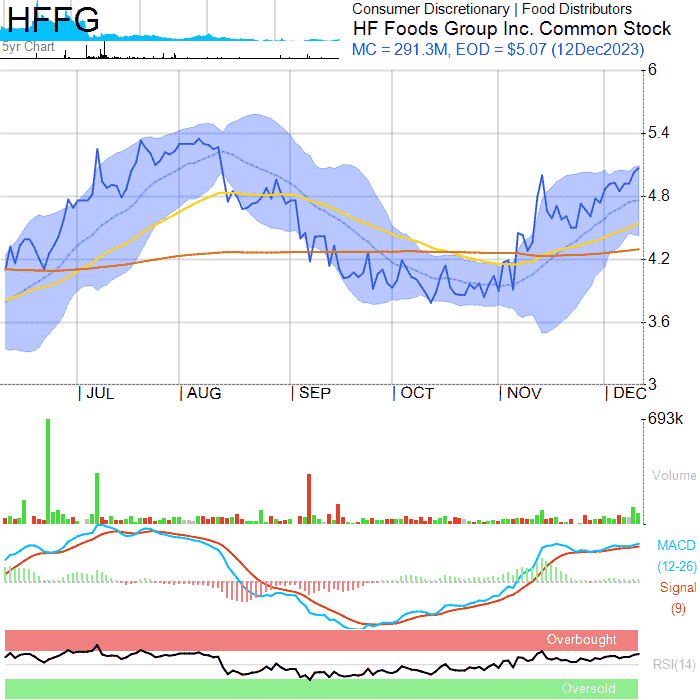 HFFG
5yr Chart
Consumer Discretionary | Food Distributors
HF Foods Group Inc. Common Stock
MC = 291.3M, EOD = $5.07 (12Dec2023)
6
5.4
4.8
4.2
3.6
3
JUL
AUG
SEP
OCT
NOV
DEC
693k
Volume
MACD
(12-26)
Signal
(9)
Overbought
RSI(14)
Oversold